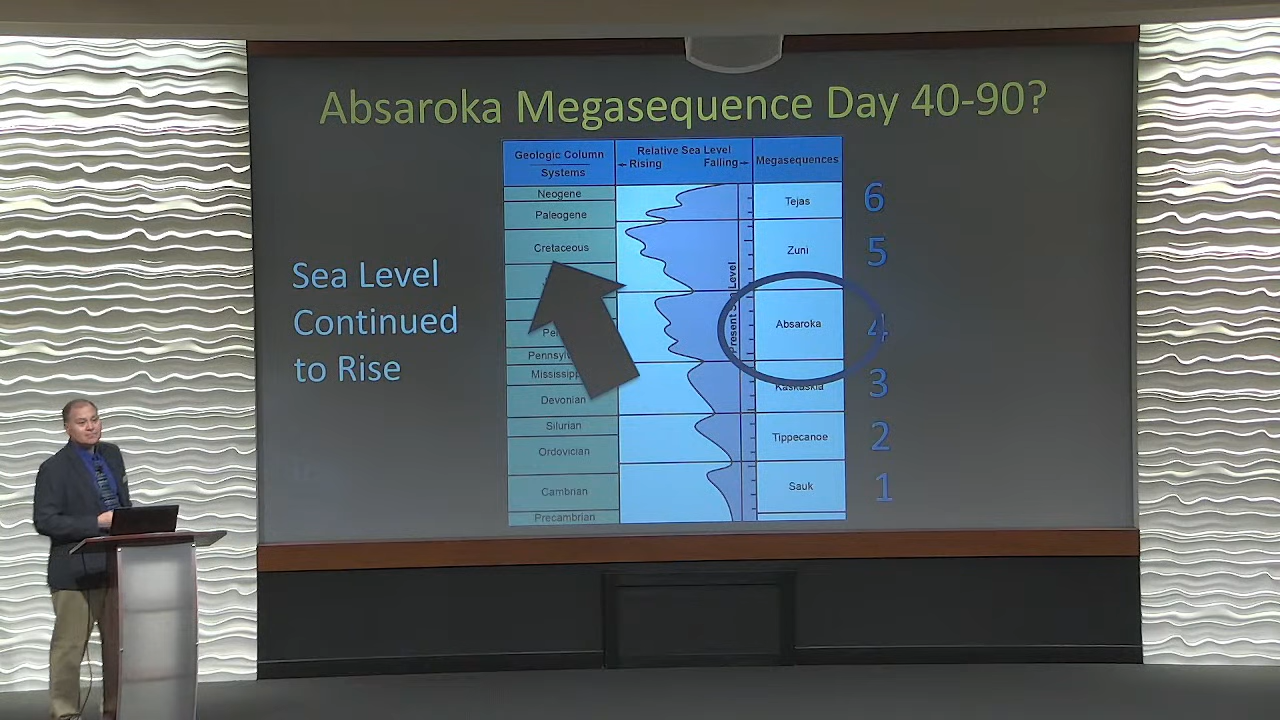 Absaroka Megasequence Day 40-90?
Geologic Column
Systems
Relative Sea Level
←Rising Falling→
Megasequences
Neogene
Paleogene
Cretaceous
Pennsylv
Mississipp
Devonian
Silurian
Ordovician
Cambrian
Precambrian
Present Sea Level
Tejas
Zuni
Absaroka
Kaskaskia
Tippecanoe
Sauk
6
5
4
3
2
1
Sea Level
Continued
to Rise